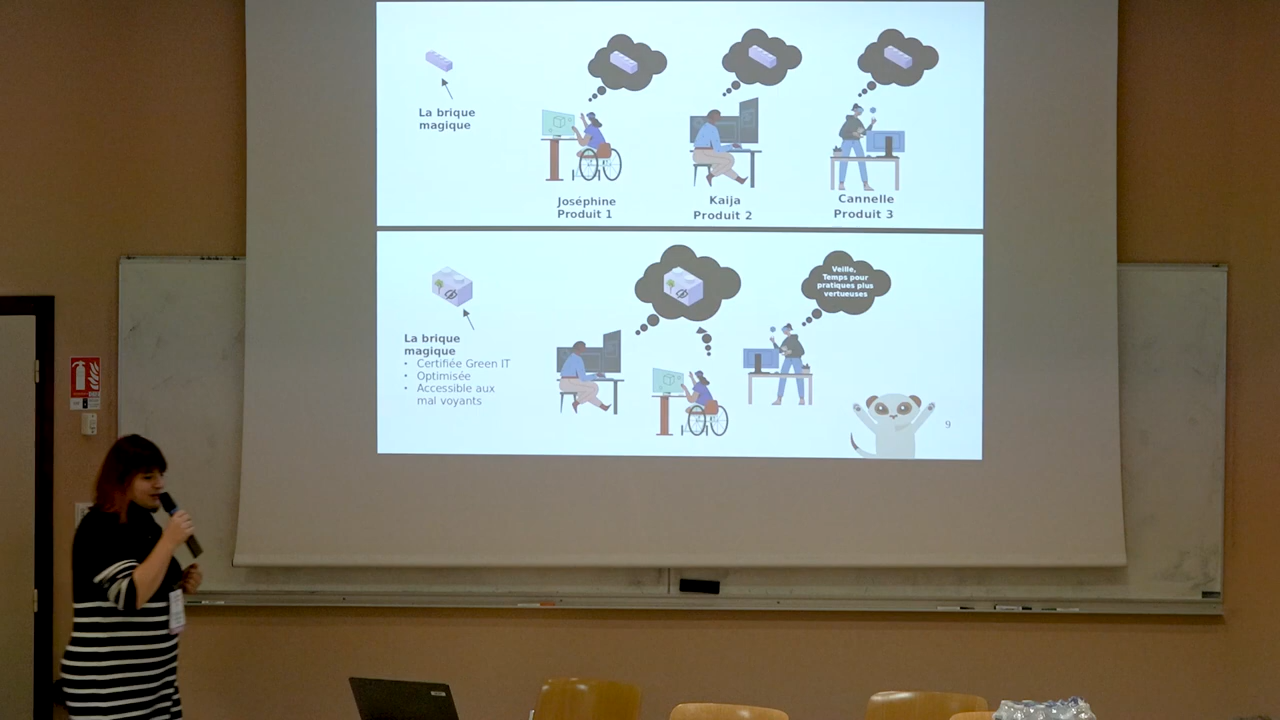 La brique
magique
Joséphine
Produit 1
Kaija
Produit 2
Cannelle
Produit 3
La brique
magique
• Certifiée Green IT
• Optimisée
• Accessible aux
mal voyants
Veille,
Temps pour
pratiques plus
vertueuses
9